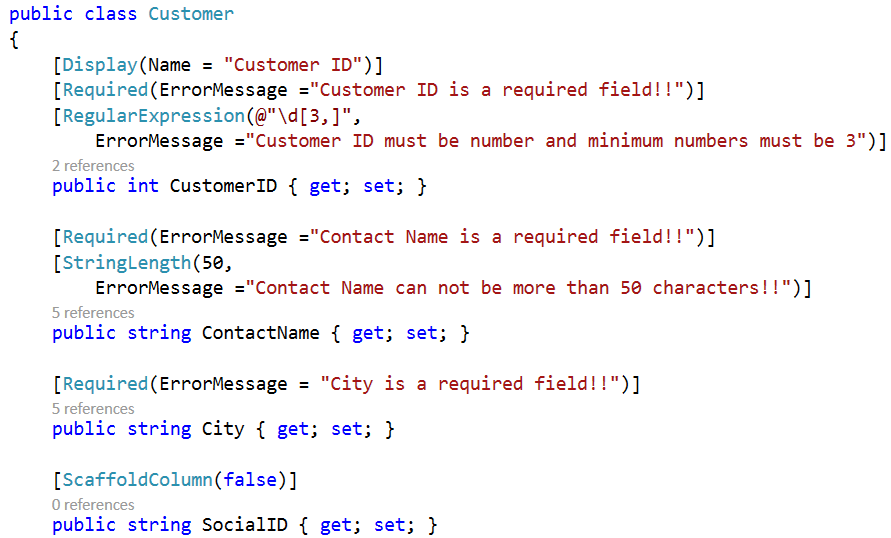 public class Customer
{
[Display(Name = "Customer ID")]
[Required(ErrorMessage ="Customer ID is a required field!!")]
[RegularExpression(@"\d[3,]",
ErrorMessage ="Customer ID must be number and minimum numbers must be 3")]
2 references
public int CustomerID { get; set; }
[Required(ErrorMessage ="Contact Name is a required field!!")]
[StringLength(50,
ErrorMessage ="Contact Name can not be more than 50 characters!!")]
5 references
public string ContactName { get; set; }
[Required(ErrorMessage = "City is a required field!!")]
5 references
public string City { get; set; }
[ScaffoldColumn(false)]
0 references
public string SocialID { get; set; }